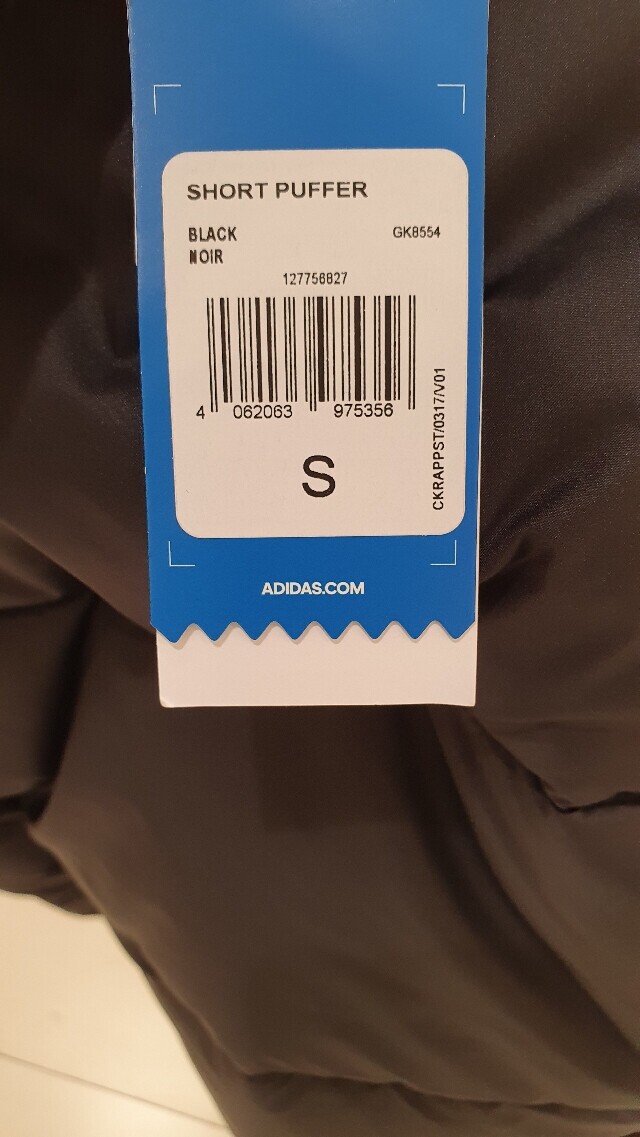 SHORT PUFFER
BLACK GK8554
NOIR
127756827
4 062063 975356
CKRAPPST/0317/V01
S
ADIDAS.COM